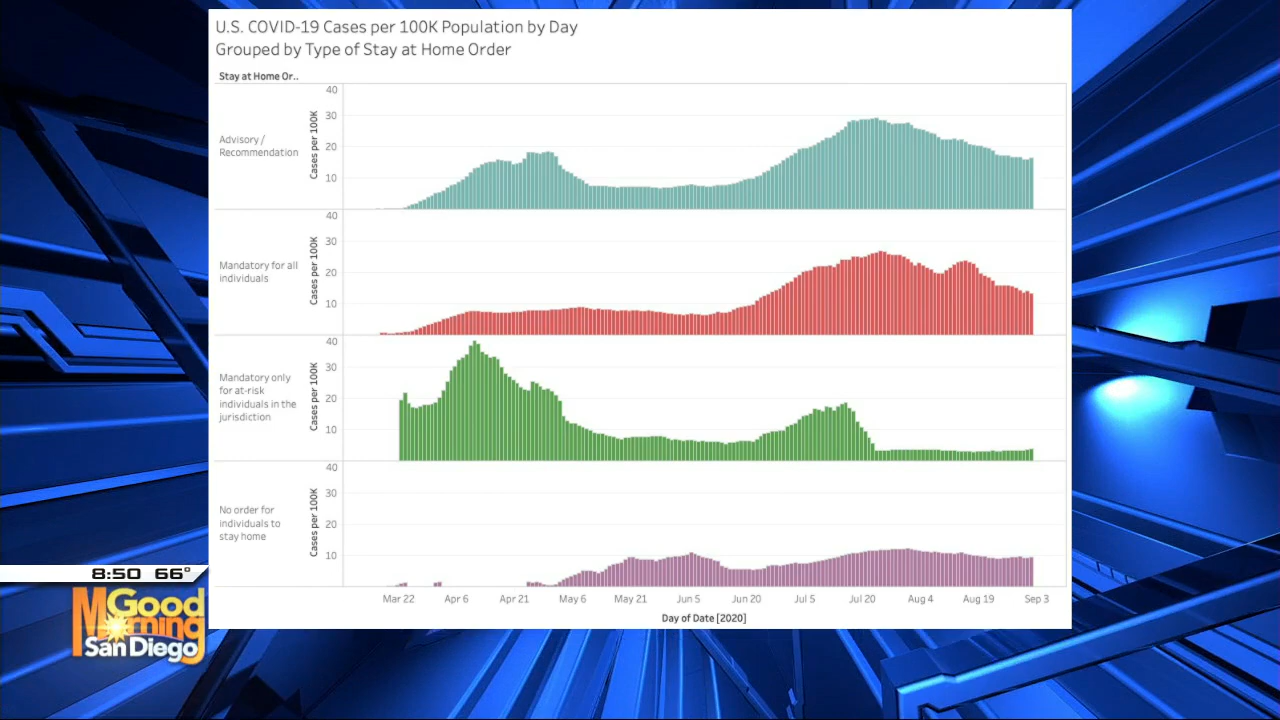 U.S. COVID-19 Cases per 100K Population by Day
Grouped by Type of Stay at Home Order
Stay at Home Or..
Advisory /
Recommendation
Cases per 100K
40
30
20
10
Mandatory for all
individuals
Cases per 100K
40
30
20
10
Mandatory only
for at-risk
individuals in the
jurisdiction
Cases per 100K
40
30
20
10
No order for
individuals to
stay home
Cases per 100K
40
30
20
10
Mar 22 Apr 6 Apr 21 May 6 May 21 Jun 5 Jun 20 Jul 5 Jul 20 Aug 4 Aug 19 Sep 3
Day of Date [2020]
8:50 66°
Good
Morning
San Diego